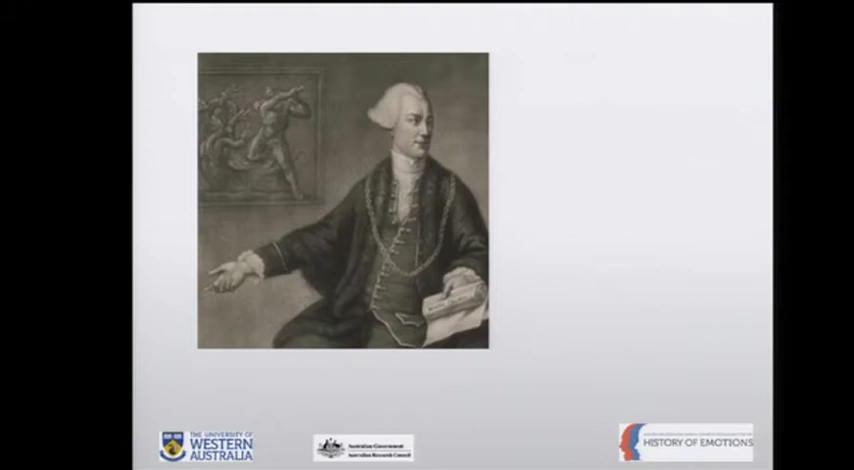 THE UNIVERSITY OF
WESTERN
AUSTRALIA
Australian Government
Australian Research Council
HISTORY OF EMOTIONS